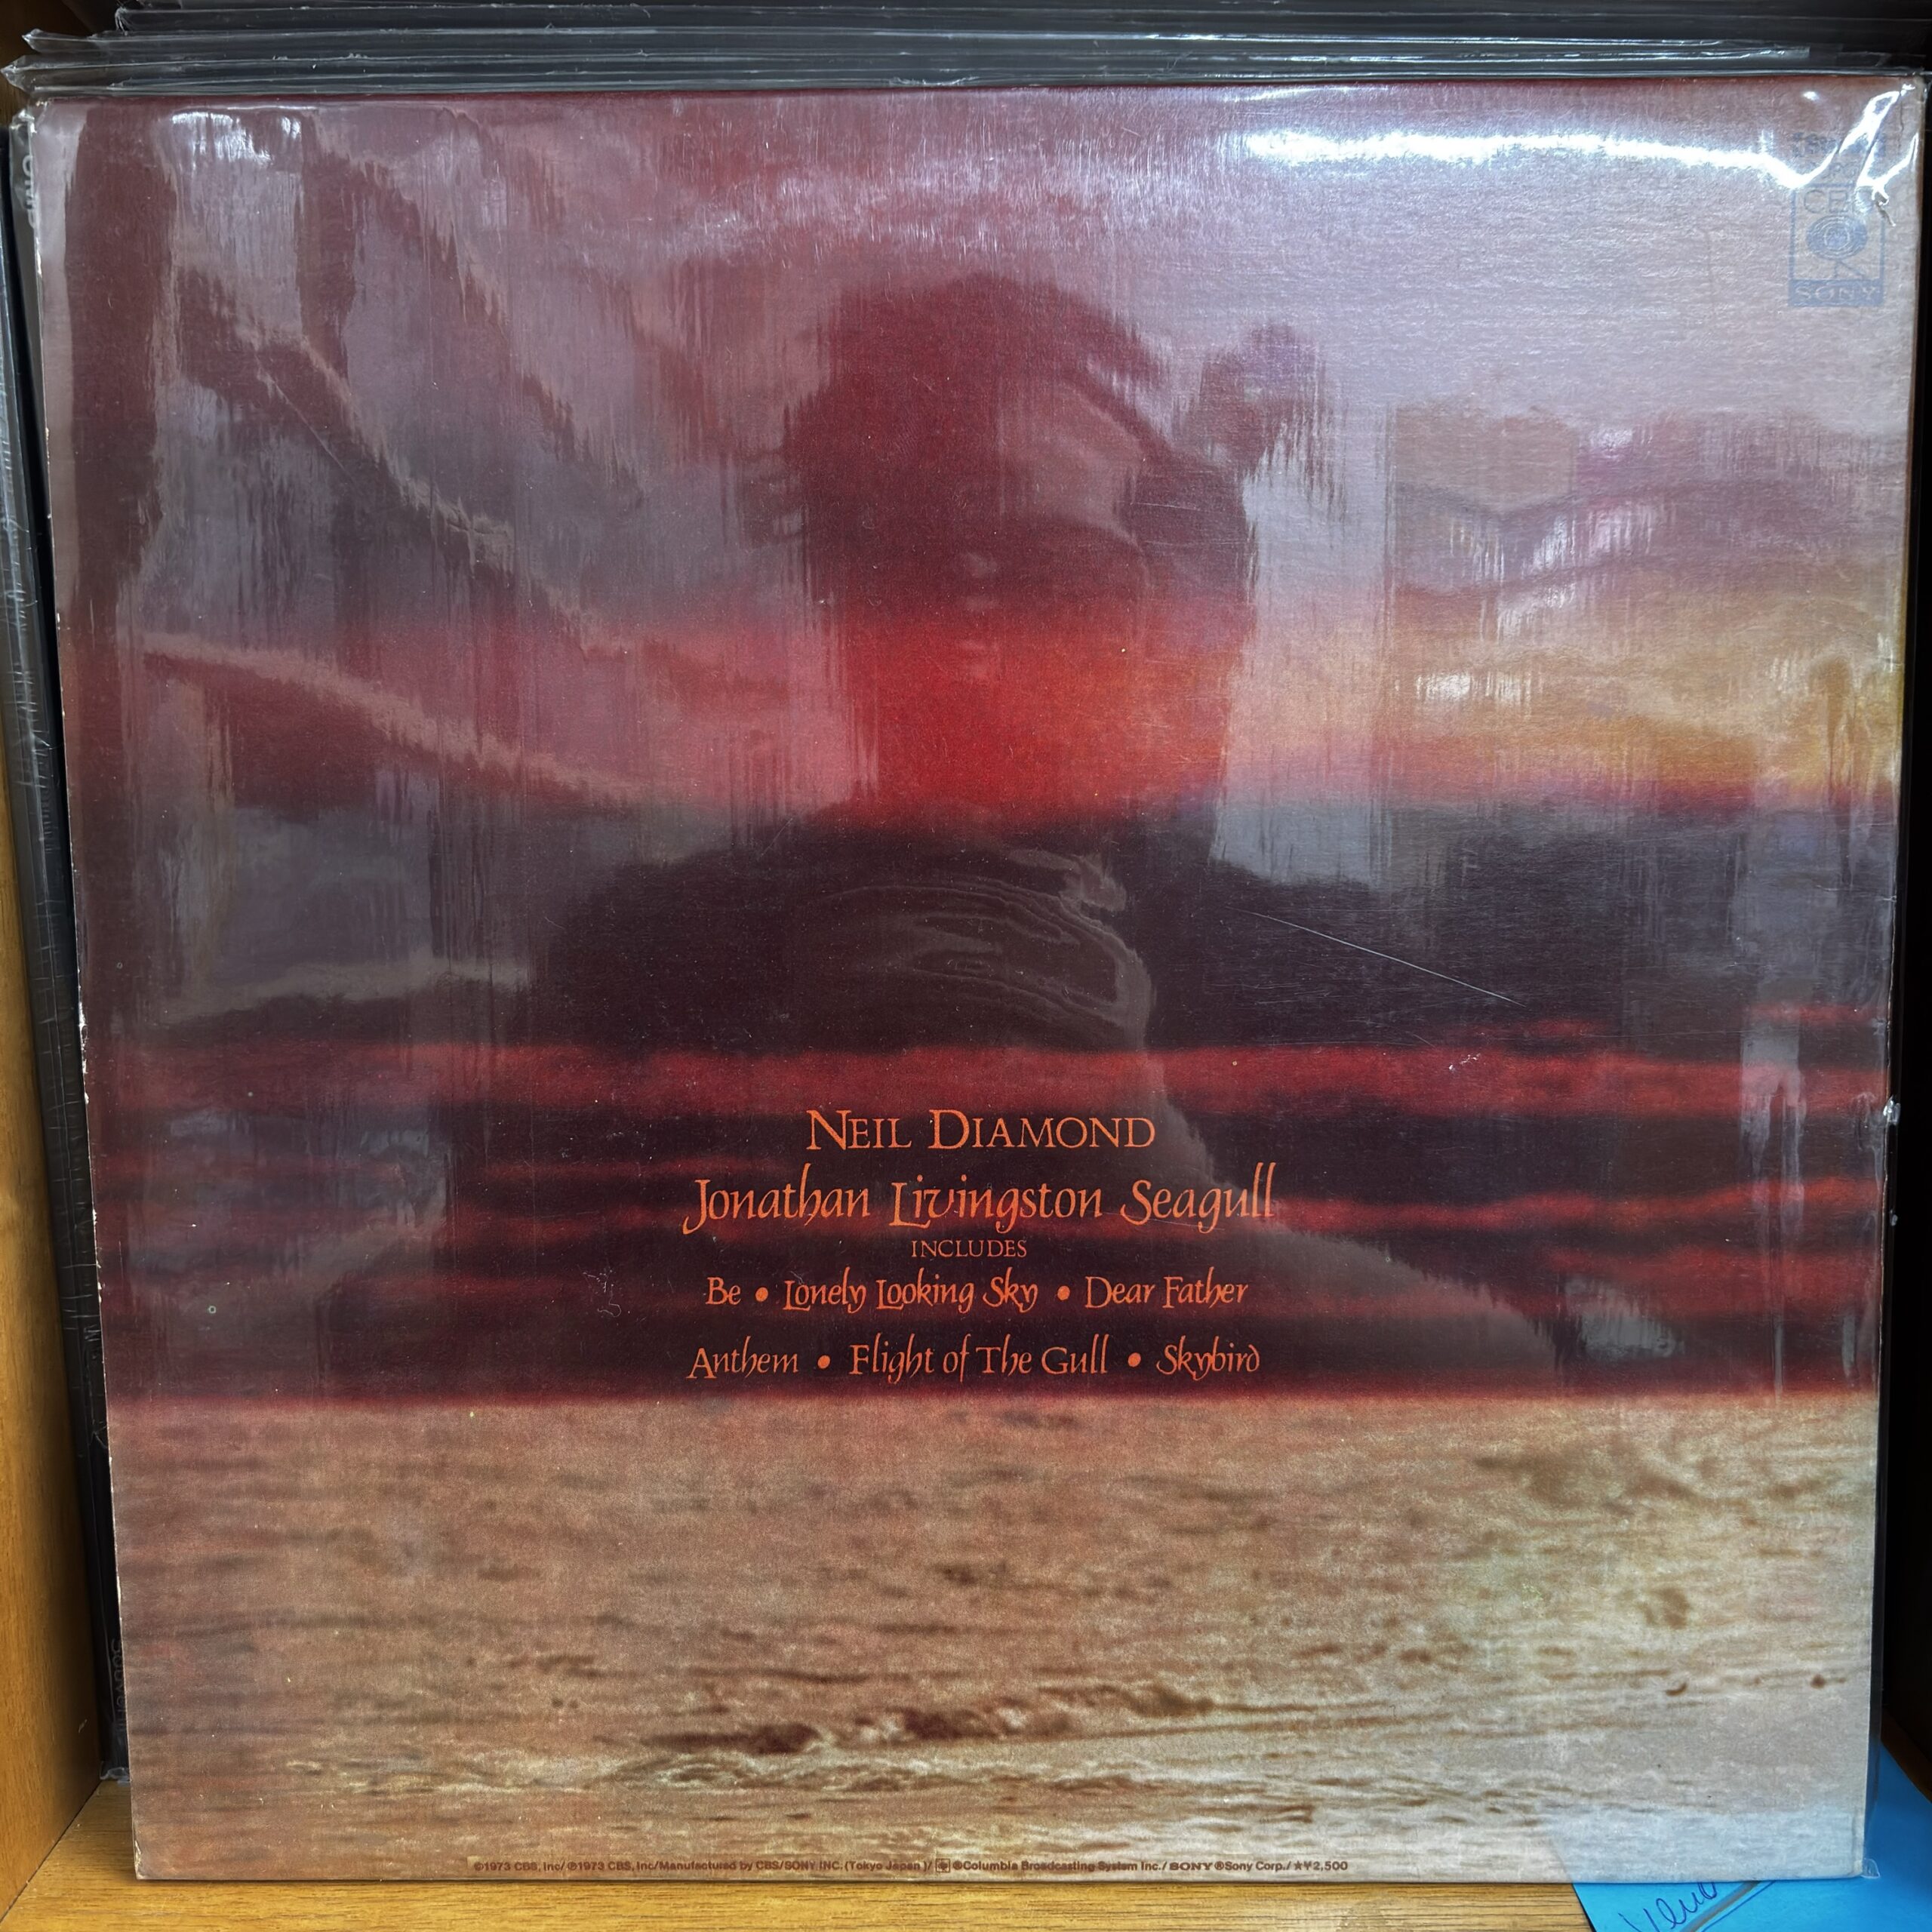 CBS
SONY
NEIL DIAMOND
Jonathan Livingston Seagull
INCLUDES
Be • Lonely Looking Sky • Dear Father
Anthem • Flight of The Gull • Skybird
©1973 CBS, Inc/ ℗1973 CBS, Inc/Manufactured by CBS/SONY INC. (Tokyo Japan)/ ®Columbia Broadcasting System Inc./ SONY ®Sony Corp./ ★¥2,500